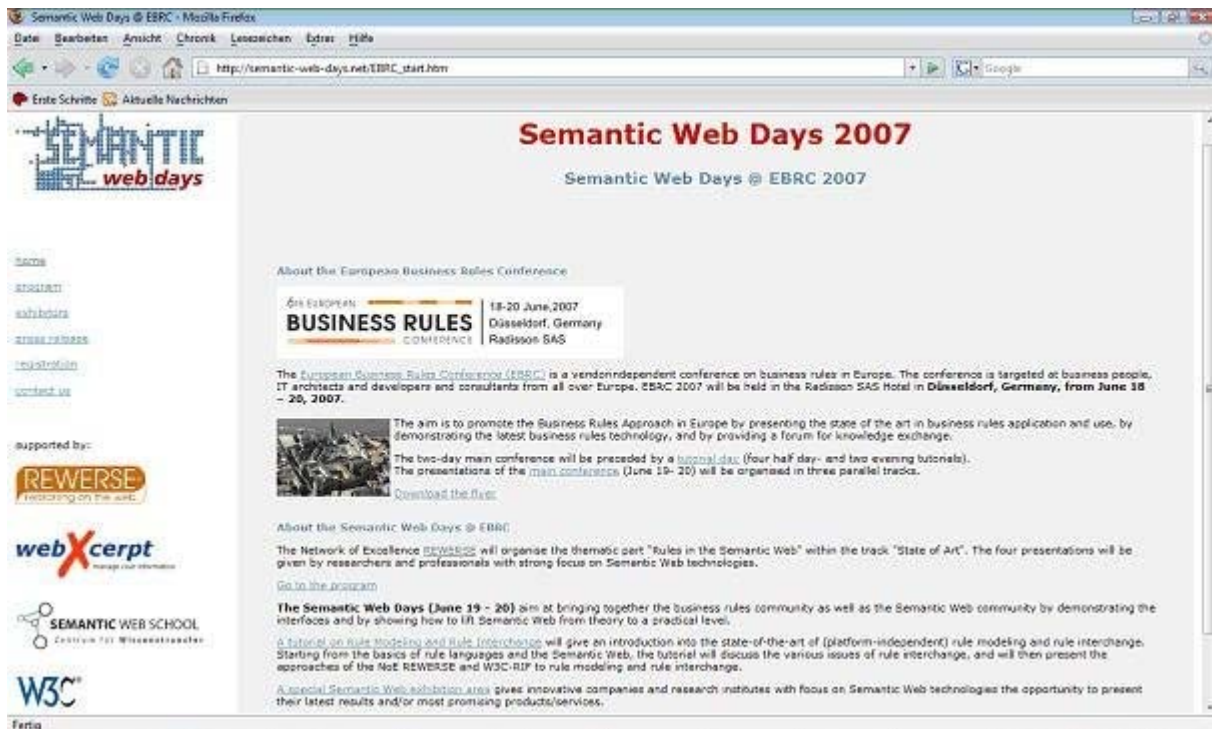 Semantic Web Days @ EBRC - Mozilla Firefox
Datei Bearbeiten Ansicht Chronik Lesezeichen Extras Hilfe
http://semantic-web-days.net/EBRC_start.htm
Google
Erste Schritte Aktuelle Nachrichten
SEMANTIC
web days
home
program
exhibitors
press release
registration
contact us
supported by:
REWERSE
reasoning on the web
webXcerpt
manage your information
SEMANTIC WEB SCHOOL
Centrum für Wissenstransfer
W3C
Semantic Web Days 2007
Semantic Web Days @ EBRC 2007
About the European Business Rules Conference
6th EUROPEAN
BUSINESS RULES
CONFERENCE
18-20 June, 2007
Düsseldorf, Germany
Radisson SAS
The European Business Rules Conference (EBRC) is a vendorindependent conference on business rules in Europe. The conference is targeted at business people,
IT architects and developers and consultants from all over Europe. EBRC 2007 will be held in the Radisson SAS Hotel in Düsseldorf, Germany, from June 18
– 20, 2007.
The aim is to promote the Business Rules Approach in Europe by presenting the state of the art in business rules application and use, by
demonstrating the latest business rules technology, and by providing a forum for knowledge exchange.
The two-day main conference will be preceded by a tutorial day (four half day- and two evening tutorials).
The presentations of the main conference (June 19- 20) will be organised in three parallel tracks.
Download the flyer
About the Semantic Web Days @ EBRC
The Network of Excellence REWERSE will organise the thematic part "Rules in the Semantic Web" within the track "State of Art". The four presentations will be
given by researchers and professionals with strong focus on Semantic Web technologies.
Go to the program
The Semantic Web Days (June 19 - 20) aim at bringing together the business rules community as well as the Semantic Web community by demonstrating the
interfaces and by showing how to lift Semantic Web from theory to a practical level.
A tutorial on Rule Modeling and Rule Interchange will give an introduction into the state-of-the-art of (platform-independent) rule modeling and rule interchange.
Starting from the basics of rule languages and the Semantic Web, the tutorial will discuss the various issues of rule interchange, and will then present the
approaches of the NoE REWERSE and W3C-RIF to rule modeling and rule interchange.
A special Semantic Web exhibition area gives innovative companies and research institutes with focus on Semantic Web technologies the opportunity to present
their latest results and/or most promising products/services.
Fertig